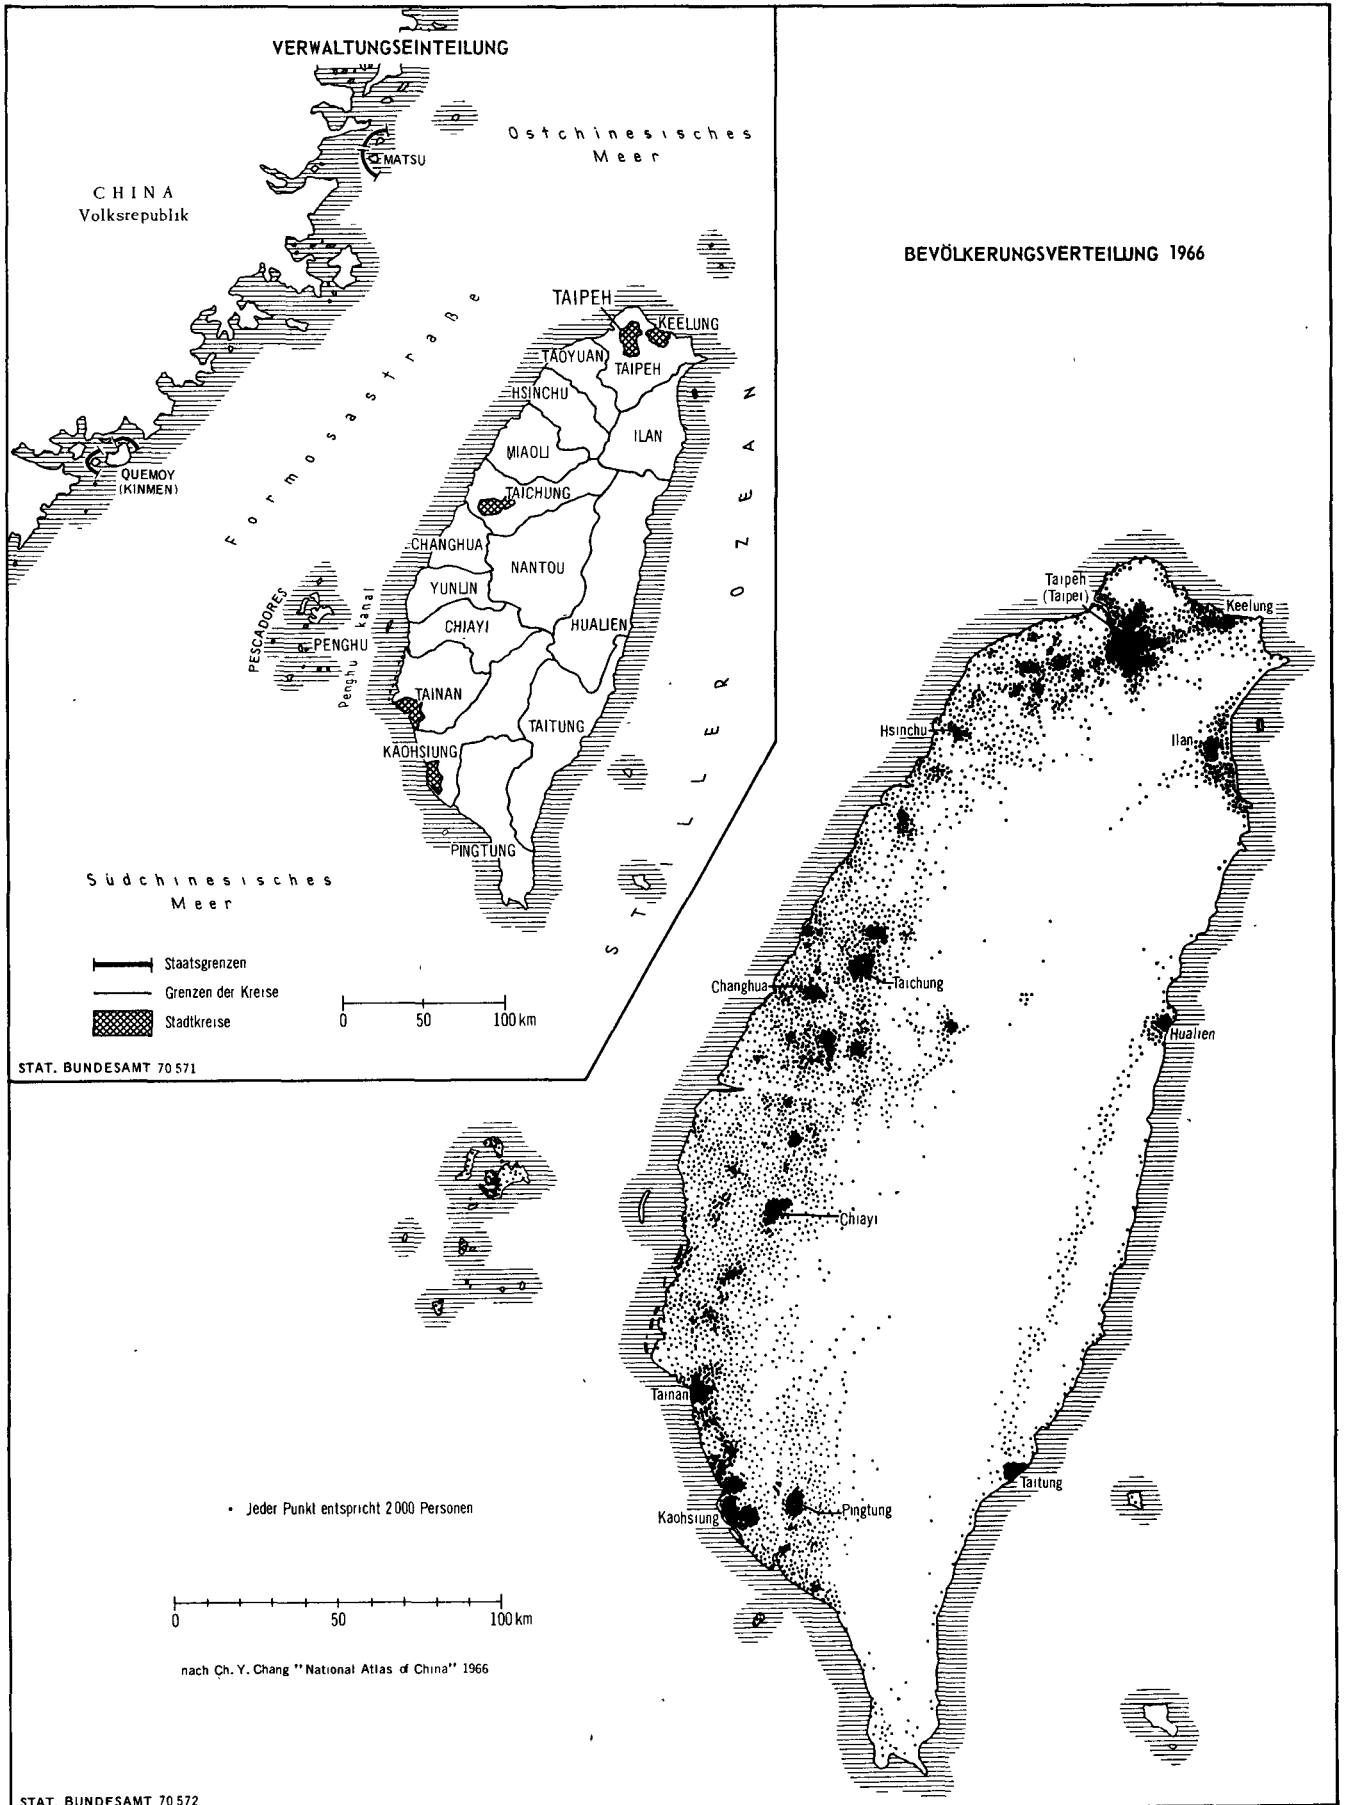 VERWALTUNGSEINTEILUNG
Ostchinesisches
Meer
MATSU
CHINA
Volksrepublik
TAIPEH
KEELUNG
TAOYUAN
TAIPEH
HSINCHU
ILAN
MIAOLI
Formosastraße
QUEMOY
(KINMEN)
TAICHUNG
CHANGHUA
NANTOU
YUNLIN
PESCADORES
PENGHU
Penghu kanal
CHIAYI
HUALIEN
TAINAN
TAITUNG
KAOHSIUNG
PINGTUNG
STILLER OZEAN
Südchinesisches
Meer
Staatsgrenzen
Grenzen der Kreise
Stadtkreise
0 50 100 km
STAT. BUNDESAMT 70 571
BEVÖLKERUNGSVERTEILUNG 1966
Taipeh
(Taipei)
Keelung
Hsinchu
Ilan
Changhua
Taichung
Hualien
Chiayi
Tainan
Taitung
Kaohsiung
Pingtung
Jeder Punkt entspricht 2000 Personen
0 50 100 km
nach Ch. Y. Chang "National Atlas of China" 1966
STAT. BUNDESAMT 70 572